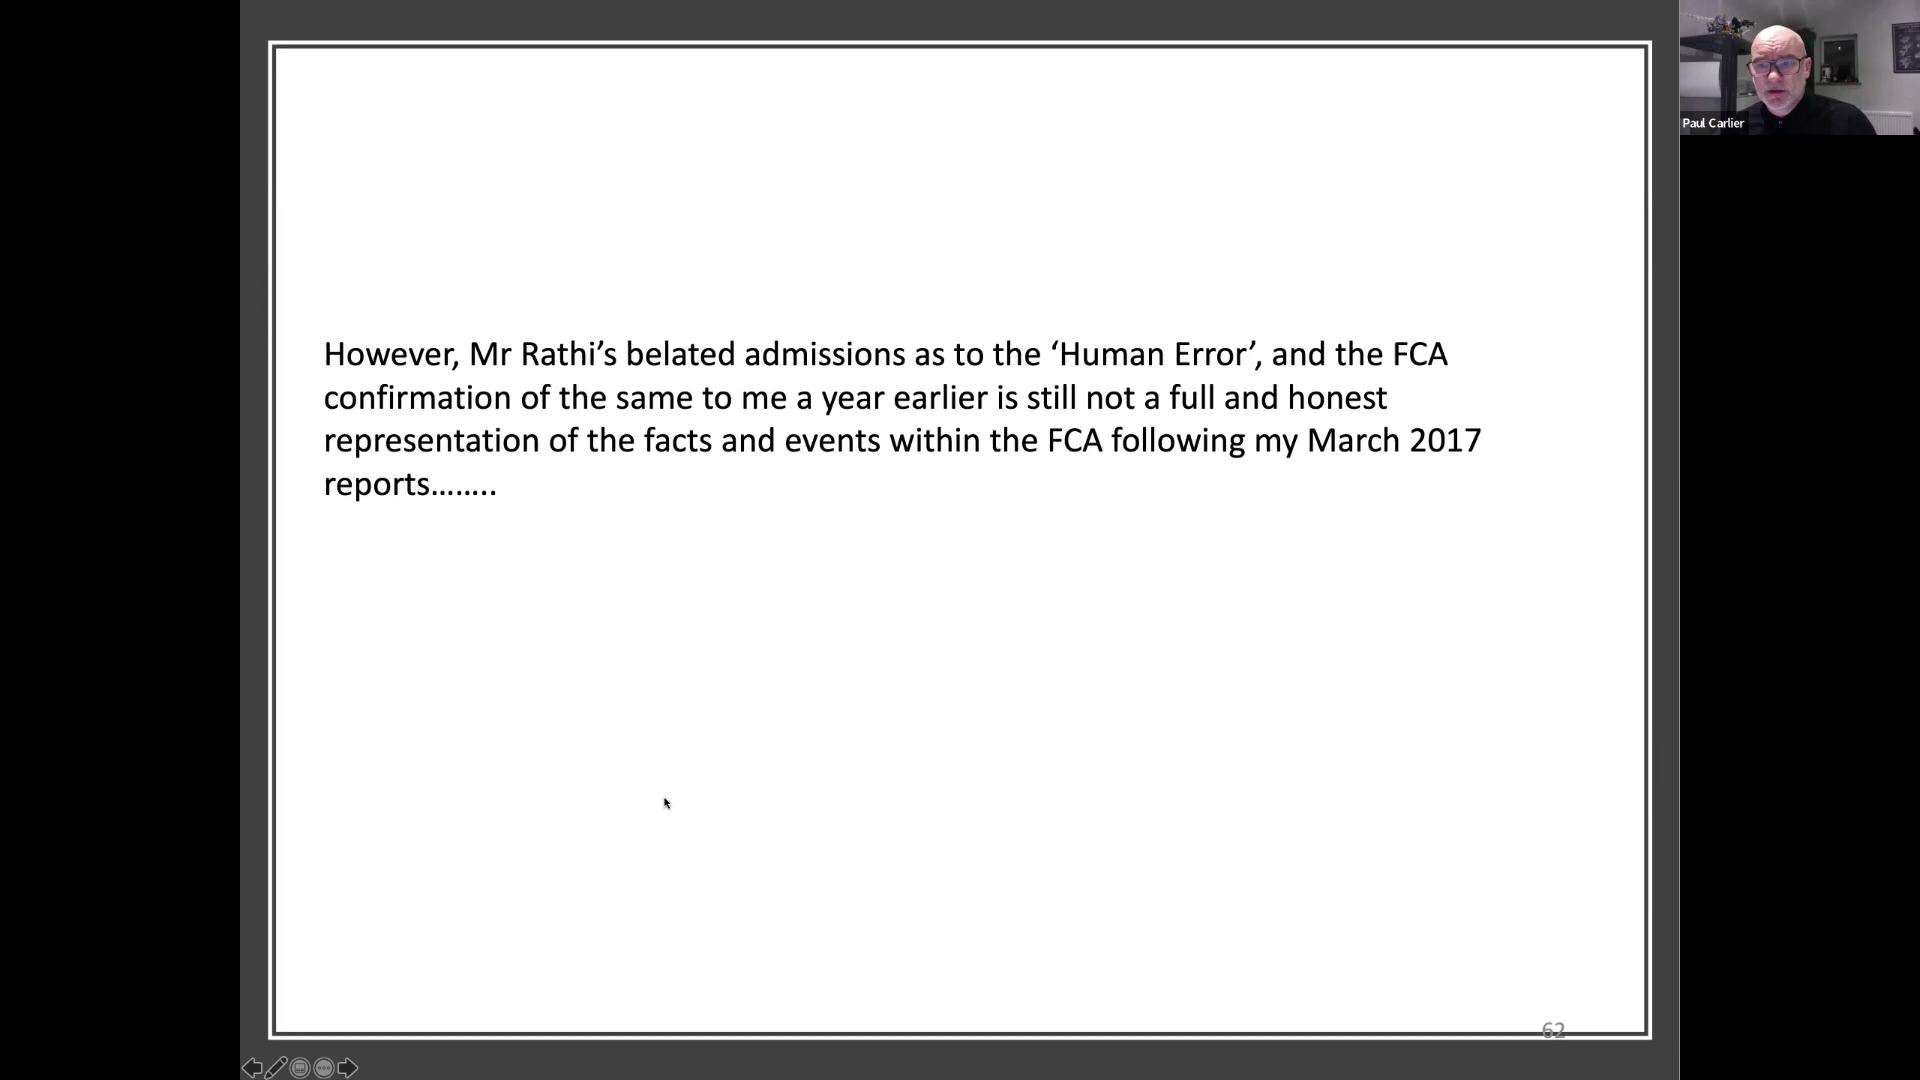 However, Mr Rathi’s belated admissions as to the ‘Human Error’, and the FCA
confirmation of the same to me a year earlier is still not a full and honest
representation of the facts and events within the FCA following my March 2017
reports……..
62
Paul Carlier